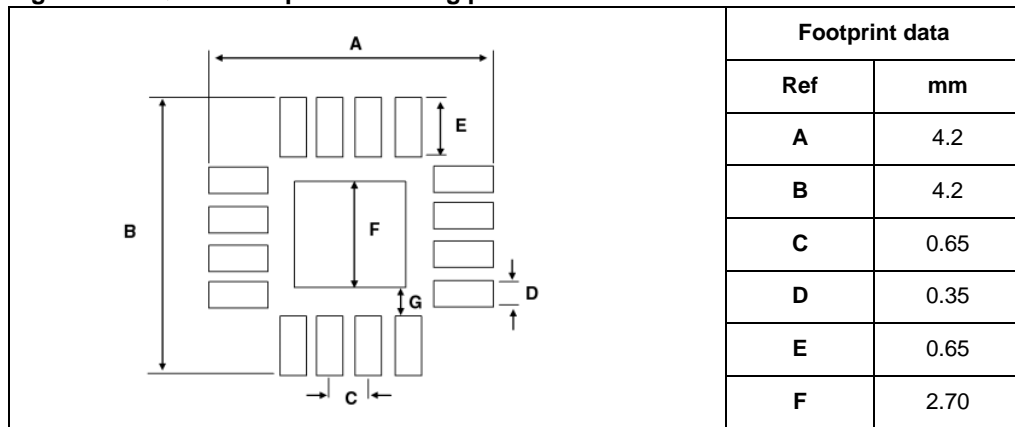 A
E
B
F
D
G
C
Footprint data
Ref mm
A 4.2
B 4.2
C 0.65
D 0.35
E 0.65
F 2.70